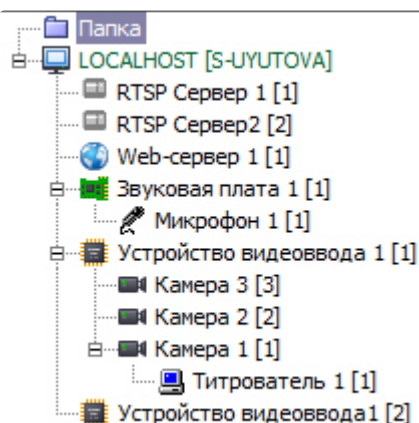 Папка
LOCALHOST [S-UYUTOVA]
RTSP Сервер 1 [1]
RTSP Сервер2 [2]
Web-сервер 1 [1]
Звуковая плата 1 [1]
Микрофон 1 [1]
Устройство видеоввода 1 [1]
Камера 3 [3]
Камера 2 [2]
Камера 1 [1]
Титрователь 1 [1]
Устройство видеоввода1 [2]